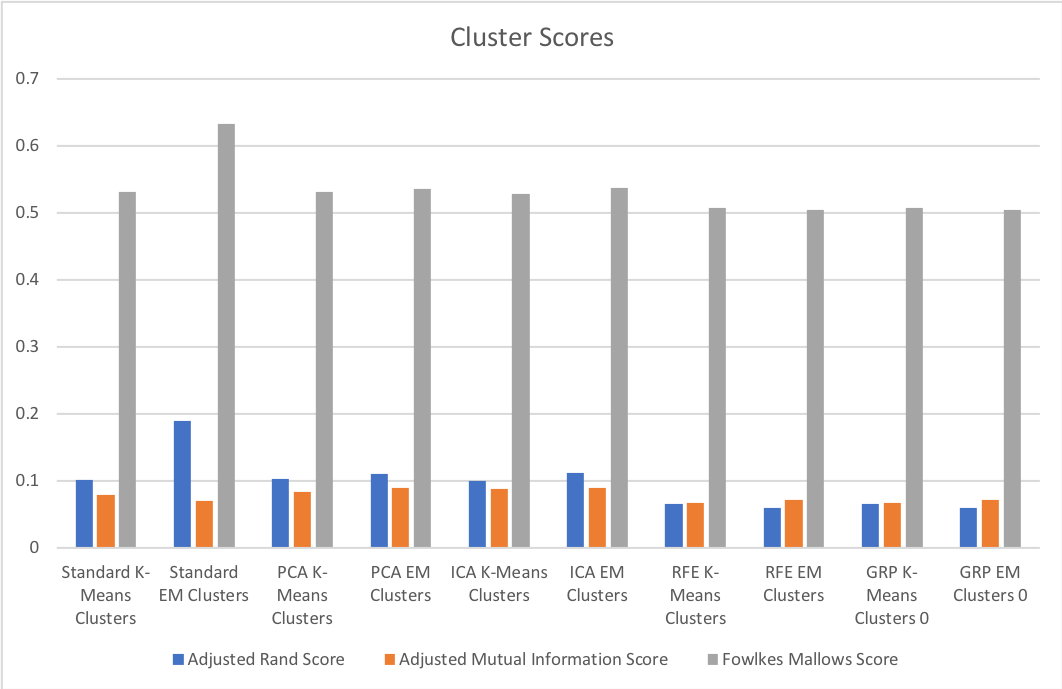 Cluster Scores
0.7
0.6
0.5
0.4
0.3
0.2
0.1
0
Standard K-
Means
Clusters
Standard
EM Clusters
PCA K-
Means
Clusters
PCA EM
Clusters
ICA K-Means
Clusters
ICA EM
Clusters
RFE K-
Means
Clusters
RFE EM
Clusters
GRP K-
Means
Clusters 0
GRP EM
Clusters 0
Adjusted Rand Score
Adjusted Mutual Information Score
Fowlkes Mallows Score